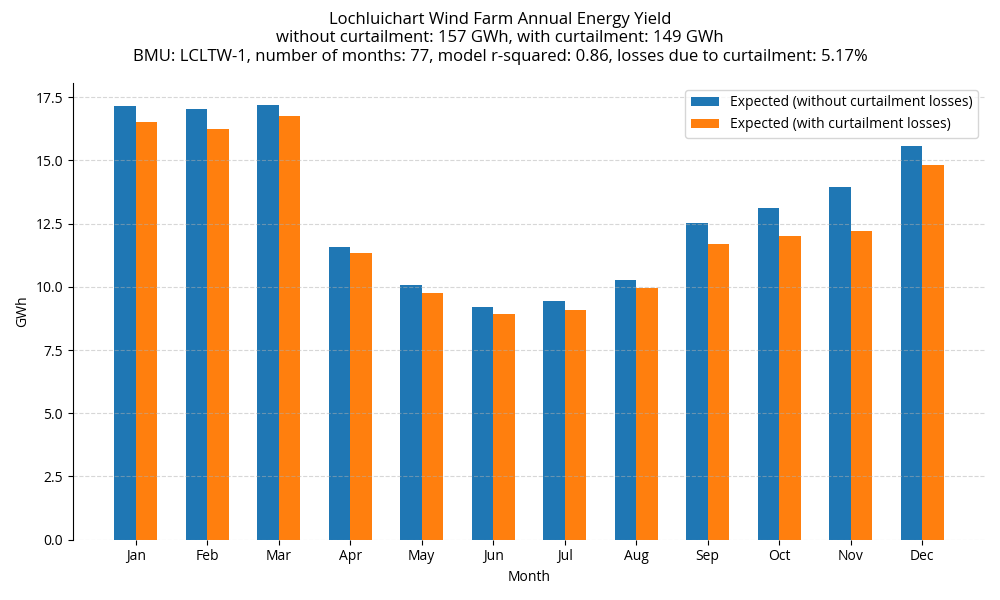 Lochluichart Wind Farm Annual Energy Yield
without curtailment: 157 GWh, with curtailment: 149 GWh
BMU: LCLTW-1, number of months: 77, model r-squared: 0.86, losses due to curtailment: 5.17%
Expected (without curtailment losses)
Expected (with curtailment losses)
GWh
17.5
15.0
12.5
10.0
7.5
5.0
2.5
0.0
Jan Feb Mar Apr May Jun Jul Aug Sep Oct Nov Dec
Month